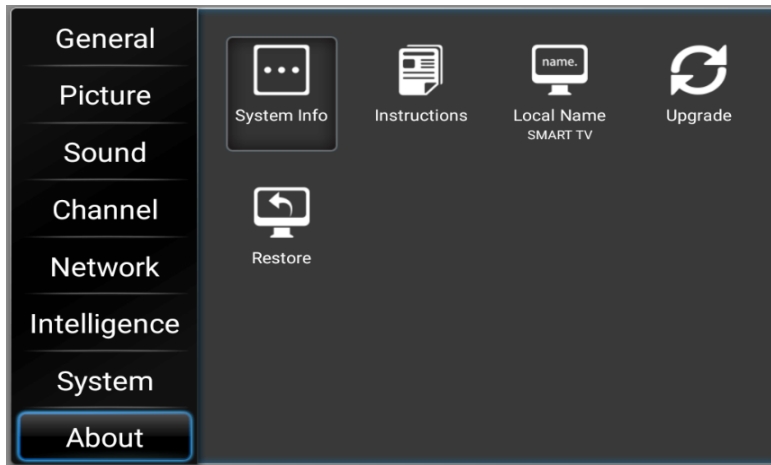 General
Picture
Sound
Channel
Network
Intelligence
System
About
System Info
Instructions
name.
Local Name
SMART TV
Upgrade
Restore